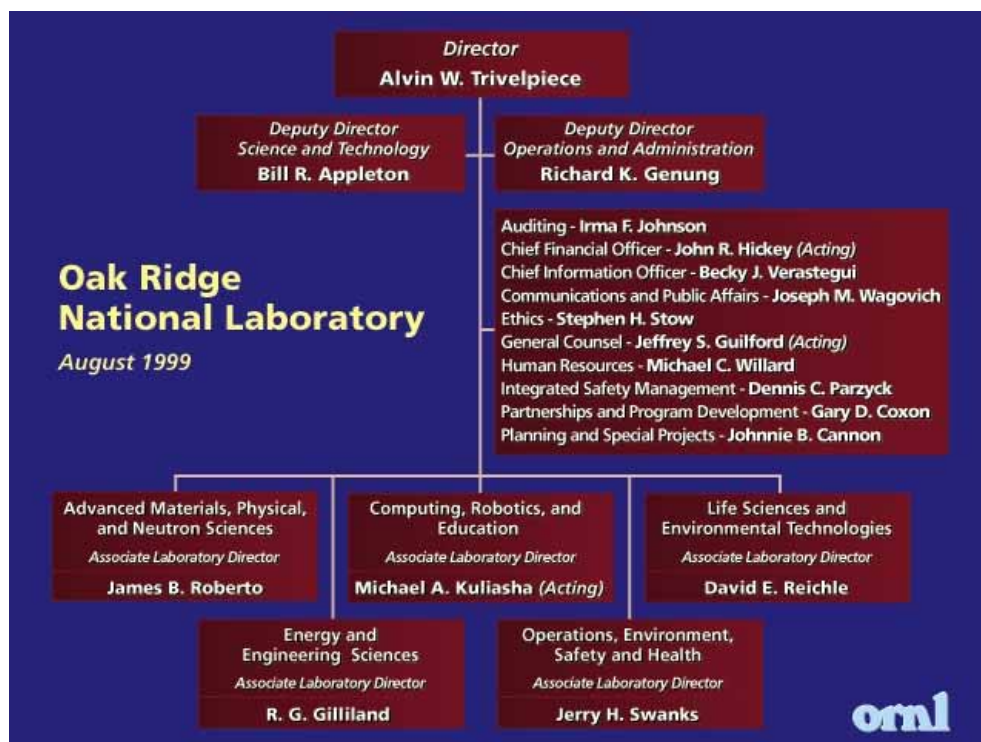 Director
Alvin W. Trivelpiece
Deputy Director
Science and Technology
Bill R. Appleton
Deputy Director
Operations and Administration
Richard K. Genung
Auditing - Irma F. Johnson
Chief Financial Officer - John R. Hickey (Acting)
Chief Information Officer - Becky J. Verastegui
Communications and Public Affairs - Joseph M. Wagovich
Ethics - Stephen H. Stow
General Counsel - Jeffrey S. Guilford (Acting)
Human Resources - Michael C. Willard
Integrated Safety Management - Dennis C. Parzyck
Partnerships and Program Development - Gary D. Coxon
Planning and Special Projects - Johnnie B. Cannon
Oak Ridge
National Laboratory
August 1999
Advanced Materials, Physical,
and Neutron Sciences
Associate Laboratory Director
James B. Roberto
Computing, Robotics, and
Education
Associate Laboratory Director
Michael A. Kuliasha (Acting)
Life Sciences and
Environmental Technologies
Associate Laboratory Director
David E. Reichle
Energy and
Engineering Sciences
Associate Laboratory Director
R. G. Gilliland
Operations, Environment,
Safety and Health
Associate Laboratory Director
Jerry H. Swanks
ornl